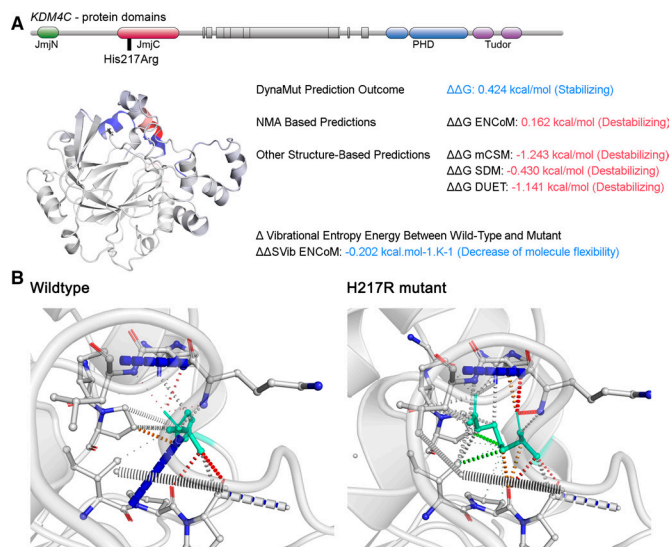 A
KDM4C - protein domains
JmjN
JmjC
PHD
Tudor
His217Arg
DynaMut Prediction Outcome
ΔΔG: 0.424 kcal/mol (Stabilizing)
NMA Based Predictions
ΔΔG ENCoM: 0.162 kcal/mol (Destabilizing)
Other Structure-Based Predictions
ΔΔG mCSM: -1.243 kcal/mol (Destabilizing)
ΔΔG SDM: -0.430 kcal/mol (Destabilizing)
ΔΔG DUET: -1.141 kcal/mol (Destabilizing)
Δ Vibrational Entropy Energy Between Wild-Type and Mutant
ΔΔSVib ENCoM: -0.202 kcal.mol-1.K-1 (Decrease of molecule flexibility)
B
Wildtype
H217R mutant